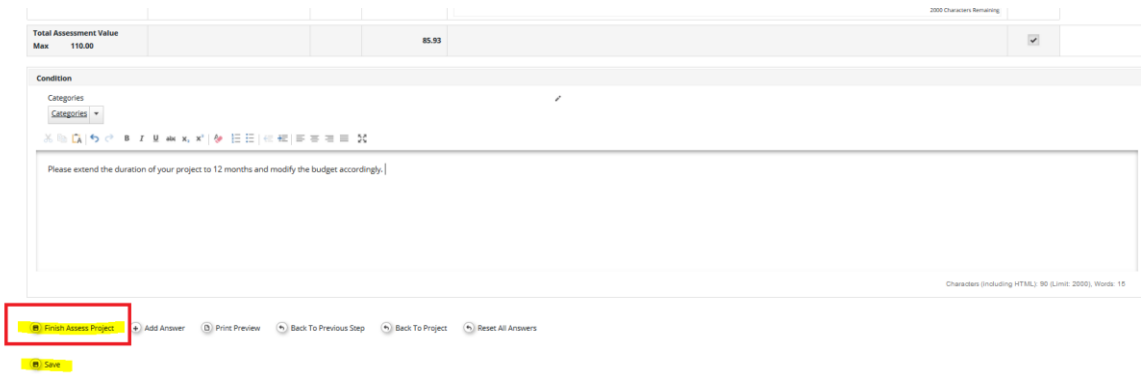 2000 Characters Remaining
Total Assessment Value
Max 110.00 85.93
Condition
Categories
Categories
B I U abc x, x²
Please extend the duration of your project to 12 months and modify the budget accordingly.
Characters (including HTML): 90 (Limit: 2000), Words: 15
Finish Assess Project Add Answer Print Preview Back To Previous Step Back To Project Reset All Answers
Save